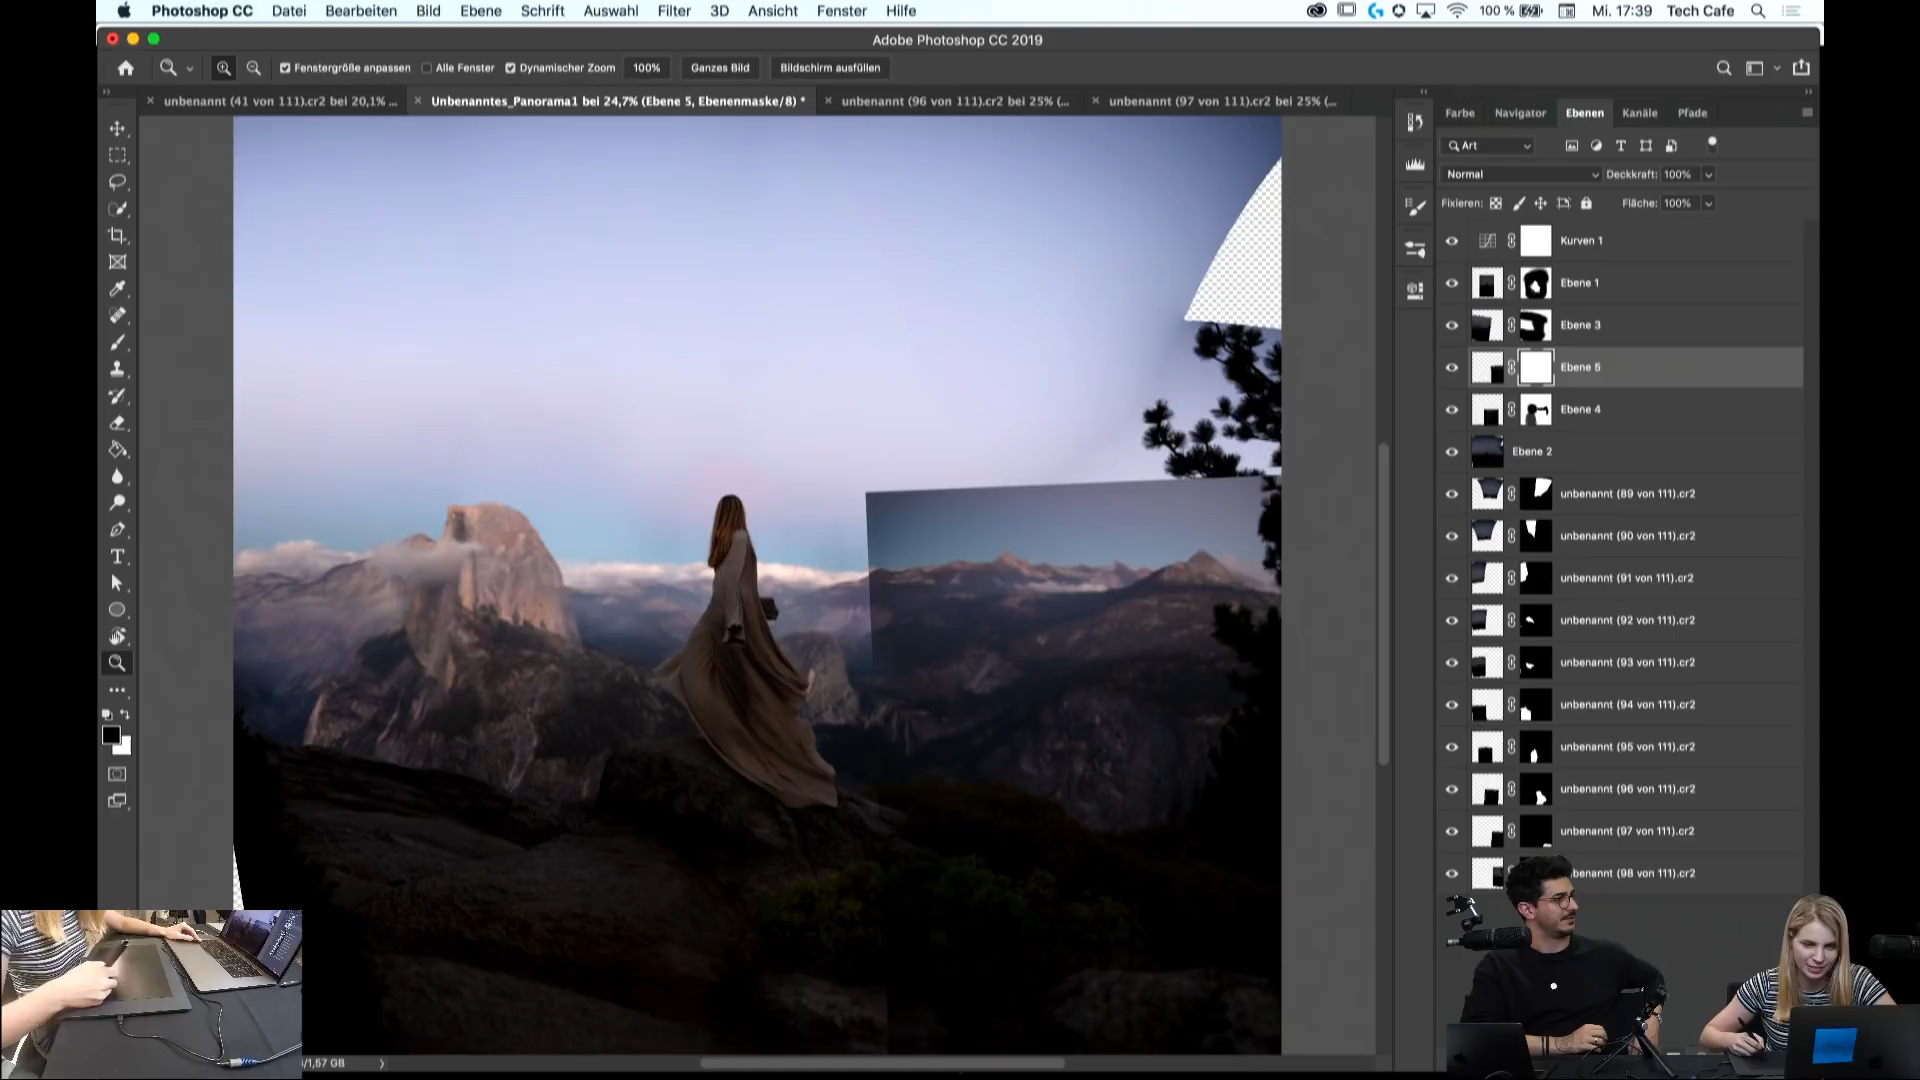 Photoshop CC Datei Bearbeiten Bild Ebene Schrift Auswahl Filter 3D Ansicht Fenster Hilfe 100 % Mi. 17:39 Tech Cafe
Adobe Photoshop CC 2019
Fenstergröße anpassen Alle Fenster Dynamischer Zoom 100% Ganzes Bild Bildschirm ausfüllen
unbenannt (41 von 111).cr2 bei 20,1% ... Unbenanntes_Panorama1 bei 24,7% (Ebene 5, Ebenenmaske/8) * unbenannt (96 von 111).cr2 bei 25% (... unbenannt (97 von 111).cr2 bei 25% (...
Farbe Navigator Ebenen Kanäle Pfade
Art
Normal Deckkraft: 100%
Fixieren: Fläche: 100%
Kurven 1
Ebene 1
Ebene 3
Ebene 5
Ebene 4
Ebene 2
unbenannt (89 von 111).cr2
unbenannt (90 von 111).cr2
unbenannt (91 von 111).cr2
unbenannt (92 von 111).cr2
unbenannt (93 von 111).cr2
unbenannt (94 von 111).cr2
unbenannt (95 von 111).cr2
unbenannt (96 von 111).cr2
unbenannt (97 von 111).cr2
benannt (98 von 111).cr2
/1,57 GB